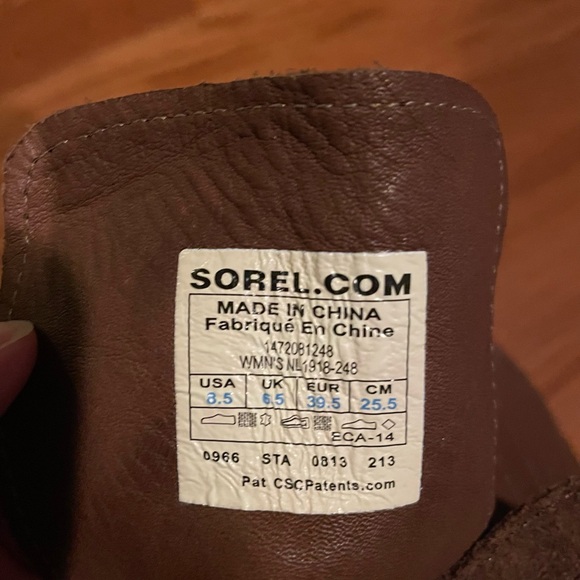 SOREL.COM
MADE IN CHINA
Fabriqué En Chine
1472081248
WMN'S NL1918-248
USA UK EUR CM
8.5 6.5 39.5 25.5
ECA-14
0966 STA 0813 213
Pat CSCPatents.com